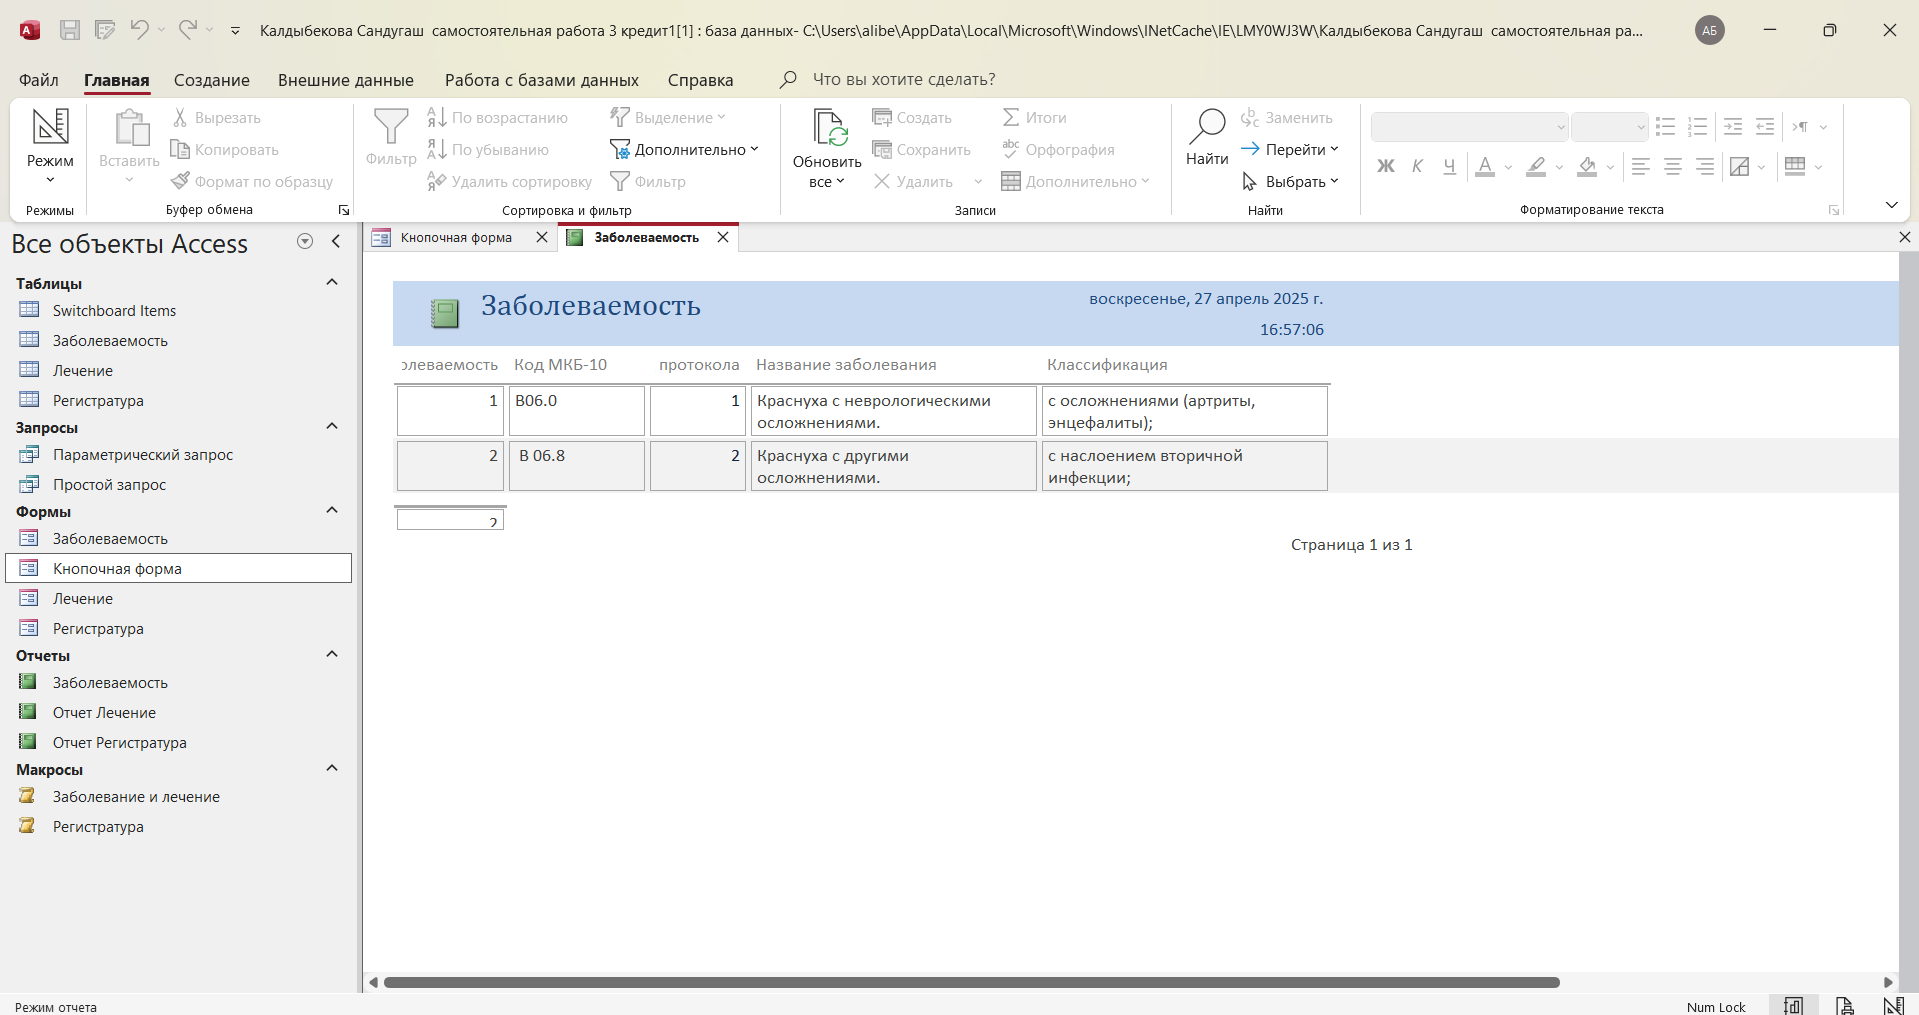 Калдыбекова Сандугаш самостоятельная работа 3 кредит1[1] : база данных- C:\Users\alibe\AppData\Local\Microsoft\Windows\INetCache\IE\LMY0WJ3W\Калдыбекова Сандугаш самостоятельная ра...
АБ
Файл Главная Создание Внешние данные Работа с базами данных Справка Что вы хотите сделать?
Режим
Режимы
Вставить
Вырезать
Копировать
Формат по образцу
Буфер обмена
Фильтр
По возрастанию
По убыванию
Удалить сортировку
Выделение
Дополнительно
Фильтр
Сортировка и фильтр
Обновить
все
Создать
Сохранить
Удалить
Итоги
Орфография
Дополнительно
Записи
Найти
Заменить
Перейти
Выбрать
Найти
Ж К Ч А
Форматирование текста
Все объекты Access
Таблицы
Switchboard Items
Заболеваемость
Лечение
Регистратура
Запросы
Параметрический запрос
Простой запрос
Формы
Заболеваемость
Кнопочная форма
Лечение
Регистратура
Отчеты
Заболеваемость
Отчет Лечение
Отчет Регистратура
Макросы
Заболевание и лечение
Регистратура
Кнопочная форма
Заболеваемость
Заболеваемость
воскресенье, 27 апрель 2025 г.
16:57:06
олеваемость Код МКБ-10 протокола Название заболевания Классификация
1 B06.0 1 Краснуха с неврологическими осложнениями. с осложнениями (артриты, энцефалиты);
2 В 06.8 2 Краснуха с другими осложнениями. с наслоением вторичной инфекции;
2
Страница 1 из 1
Режим отчета
Num Lock